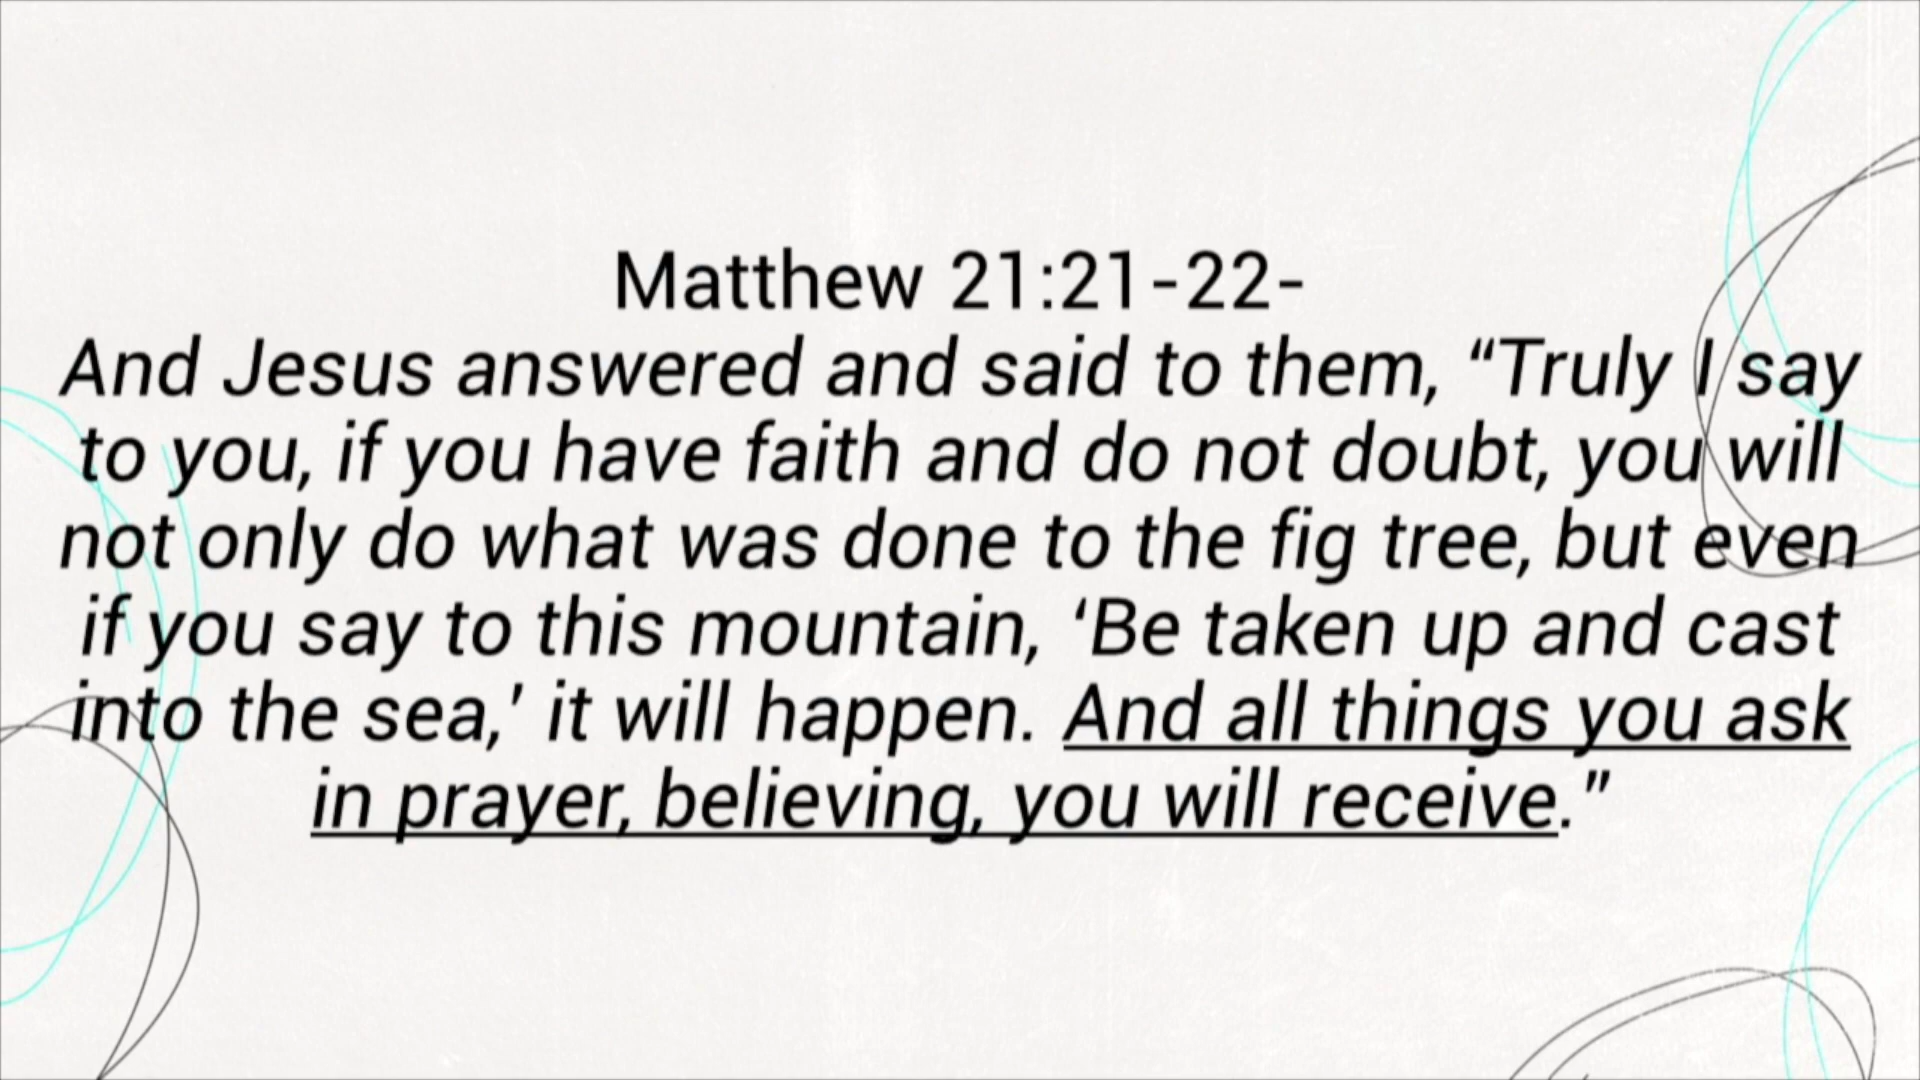 Matthew 21:21-22-
And Jesus answered and said to them, “Truly I say
to you, if you have faith and do not doubt, you will
not only do what was done to the fig tree, but even
if you say to this mountain, ‘Be taken up and cast
into the sea,’ it will happen. And all things you ask
in prayer, believing, you will receive.”